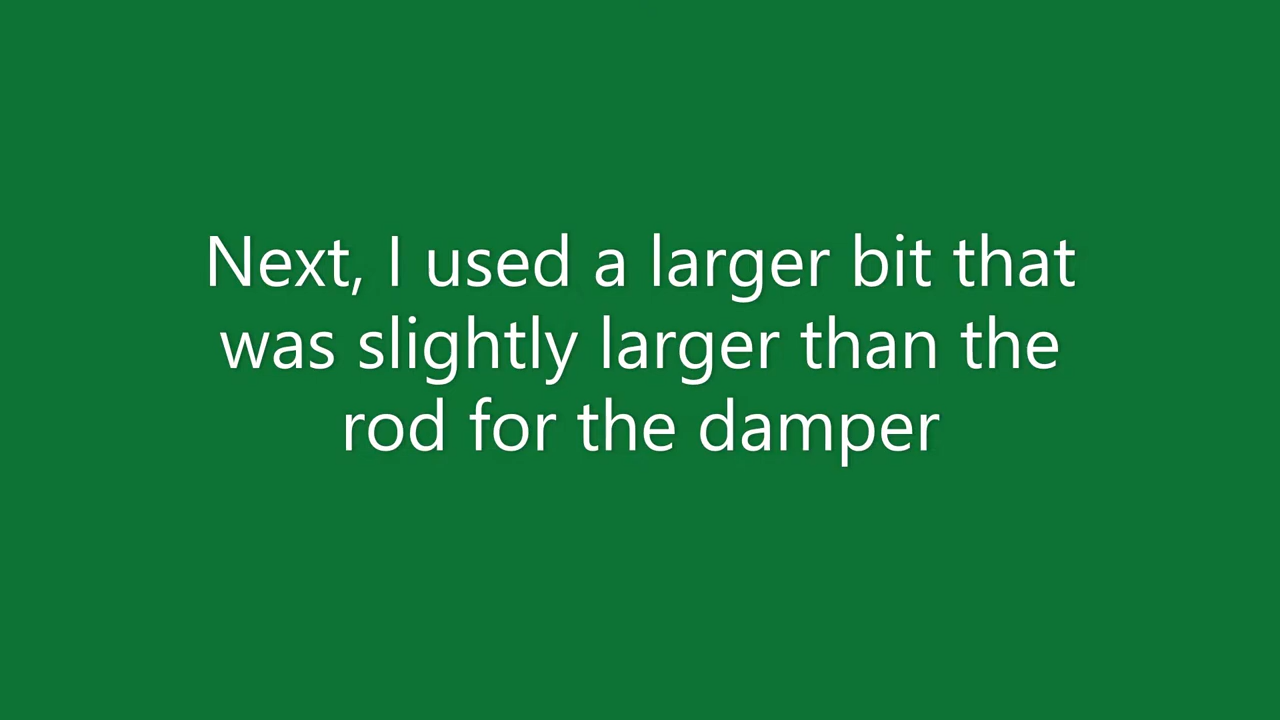 Next, I used a larger bit that
was slightly larger than the
rod for the damper